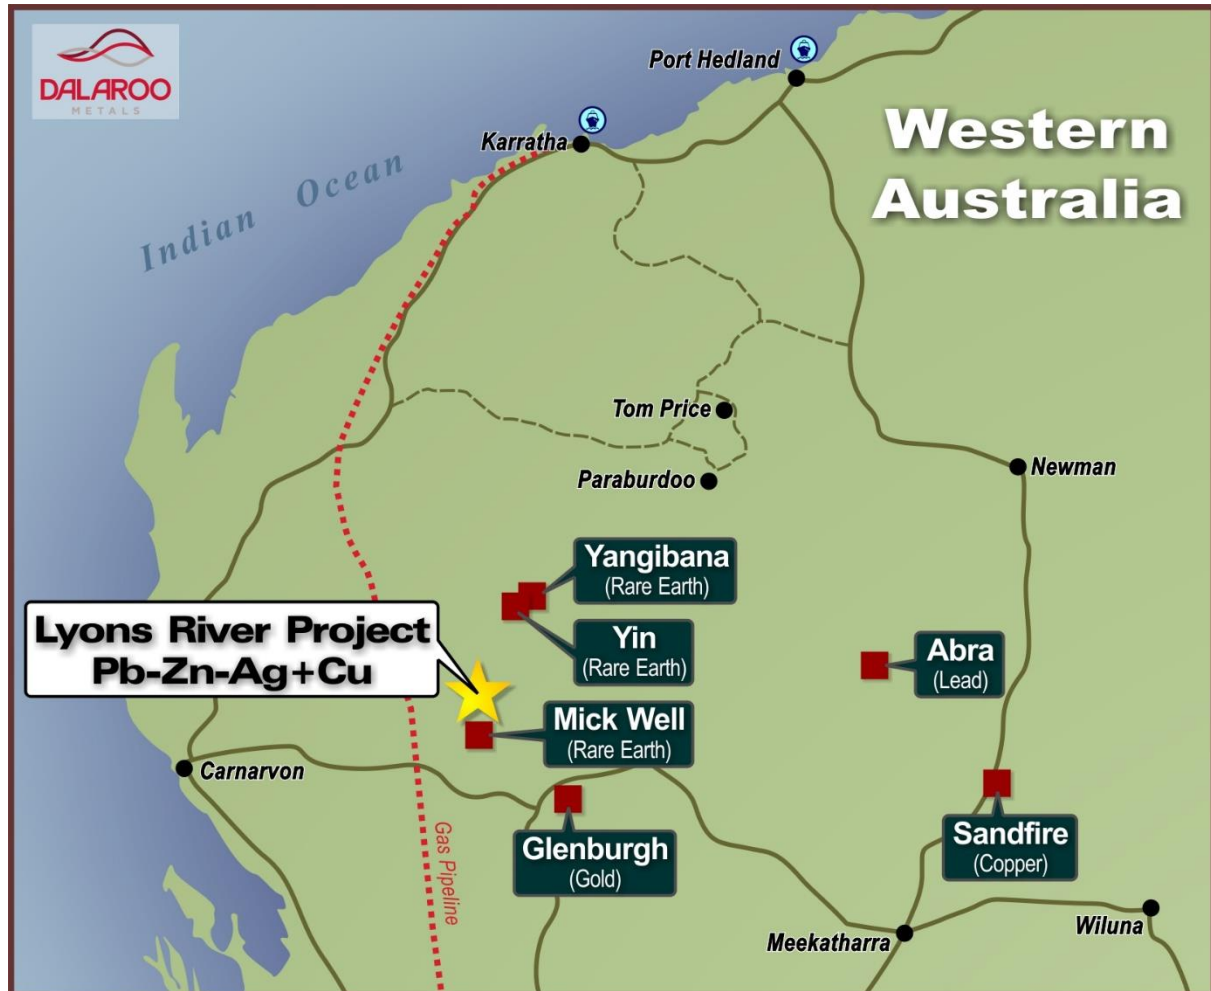 DALAROO
METALS
Port Hedland
Western
Australia
Karratha
Indian Ocean
Tom Price
Newman
Paraburdoo
Yangibana
(Rare Earth)
Lyons River Project
Pb-Zn-Ag+Cu
Yin
(Rare Earth)
Abra
(Lead)
Mick Well
(Rare Earth)
Carnarvon
Gas Pipeline
Glenburgh
(Gold)
Sandfire
(Copper)
Meekatharra
Wiluna